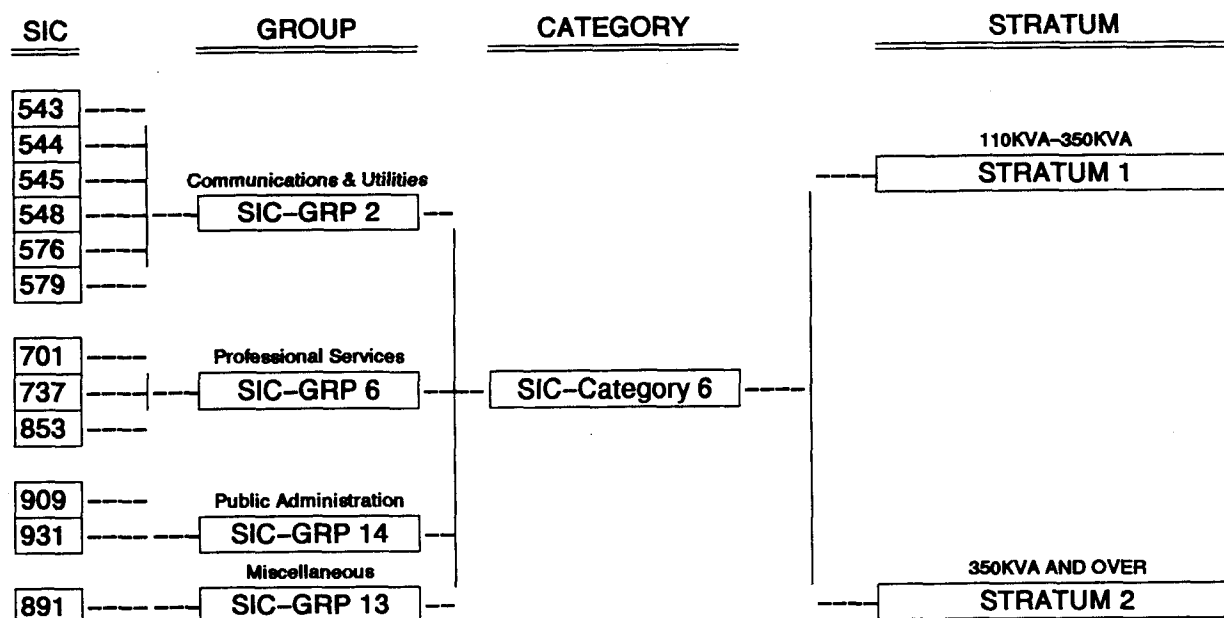 SIC GROUP CATEGORY STRATUM
543
544 110KVA–350KVA
545 Communications & Utilities STRATUM 1
548 SIC–GRP 2
576
579
701 Professional Services
737 SIC–GRP 6 SIC–Category 6
853
909 Public Administration
931 SIC–GRP 14
Miscellaneous 350KVA AND OVER
891 SIC–GRP 13 STRATUM 2